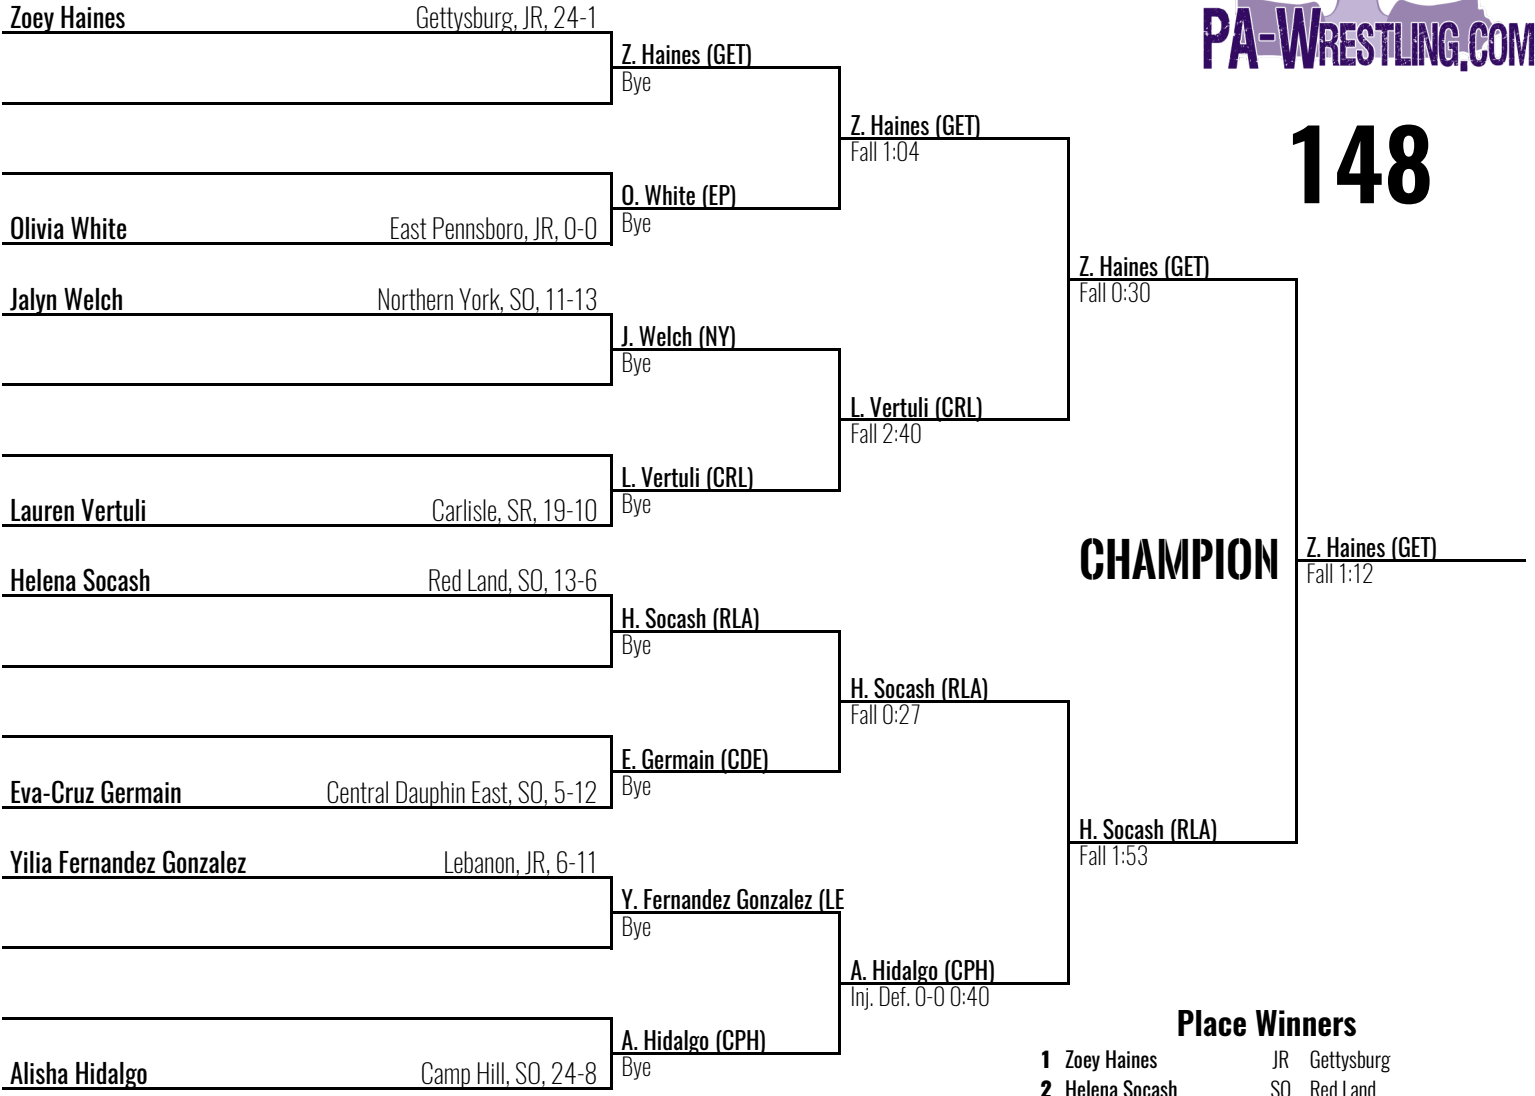 Zoey Haines Gettysburg, JR, 24-1
Z. Haines (GET)
Bye
Z. Haines (GET)
Fall 1:04
O. White (EP)
Bye
Olivia White East Pennsboro, JR, 0-0
PA-WRESTLING.COM
148
Jalyn Welch Northern York, SO, 11-13
Z. Haines (GET)
Fall 0:30
J. Welch (NY)
Bye
L. Vertuli (CRL)
Fall 2:40
L. Vertuli (CRL)
Bye
Lauren Vertuli Carlisle, SR, 19-10
CHAMPION
Z. Haines (GET)
Fall 1:12
Helena Socash Red Land, SO, 13-6
H. Socash (RLA)
Bye
H. Socash (RLA)
Fall 0:27
E. Germain (CDE)
Bye
Eva-Cruz Germain Central Dauphin East, SO, 5-12
H. Socash (RLA)
Fall 1:53
Yilia Fernandez Gonzalez Lebanon, JR, 6-11
Y. Fernandez Gonzalez (LE
Bye
A. Hidalgo (CPH)
Inj. Def. 0-0 0:40
A. Hidalgo (CPH)
Bye
Alisha Hidalgo Camp Hill, SO, 24-8
Place Winners
1 Zoey Haines JR Gettysburg
2 Helena Socash SO Red Land